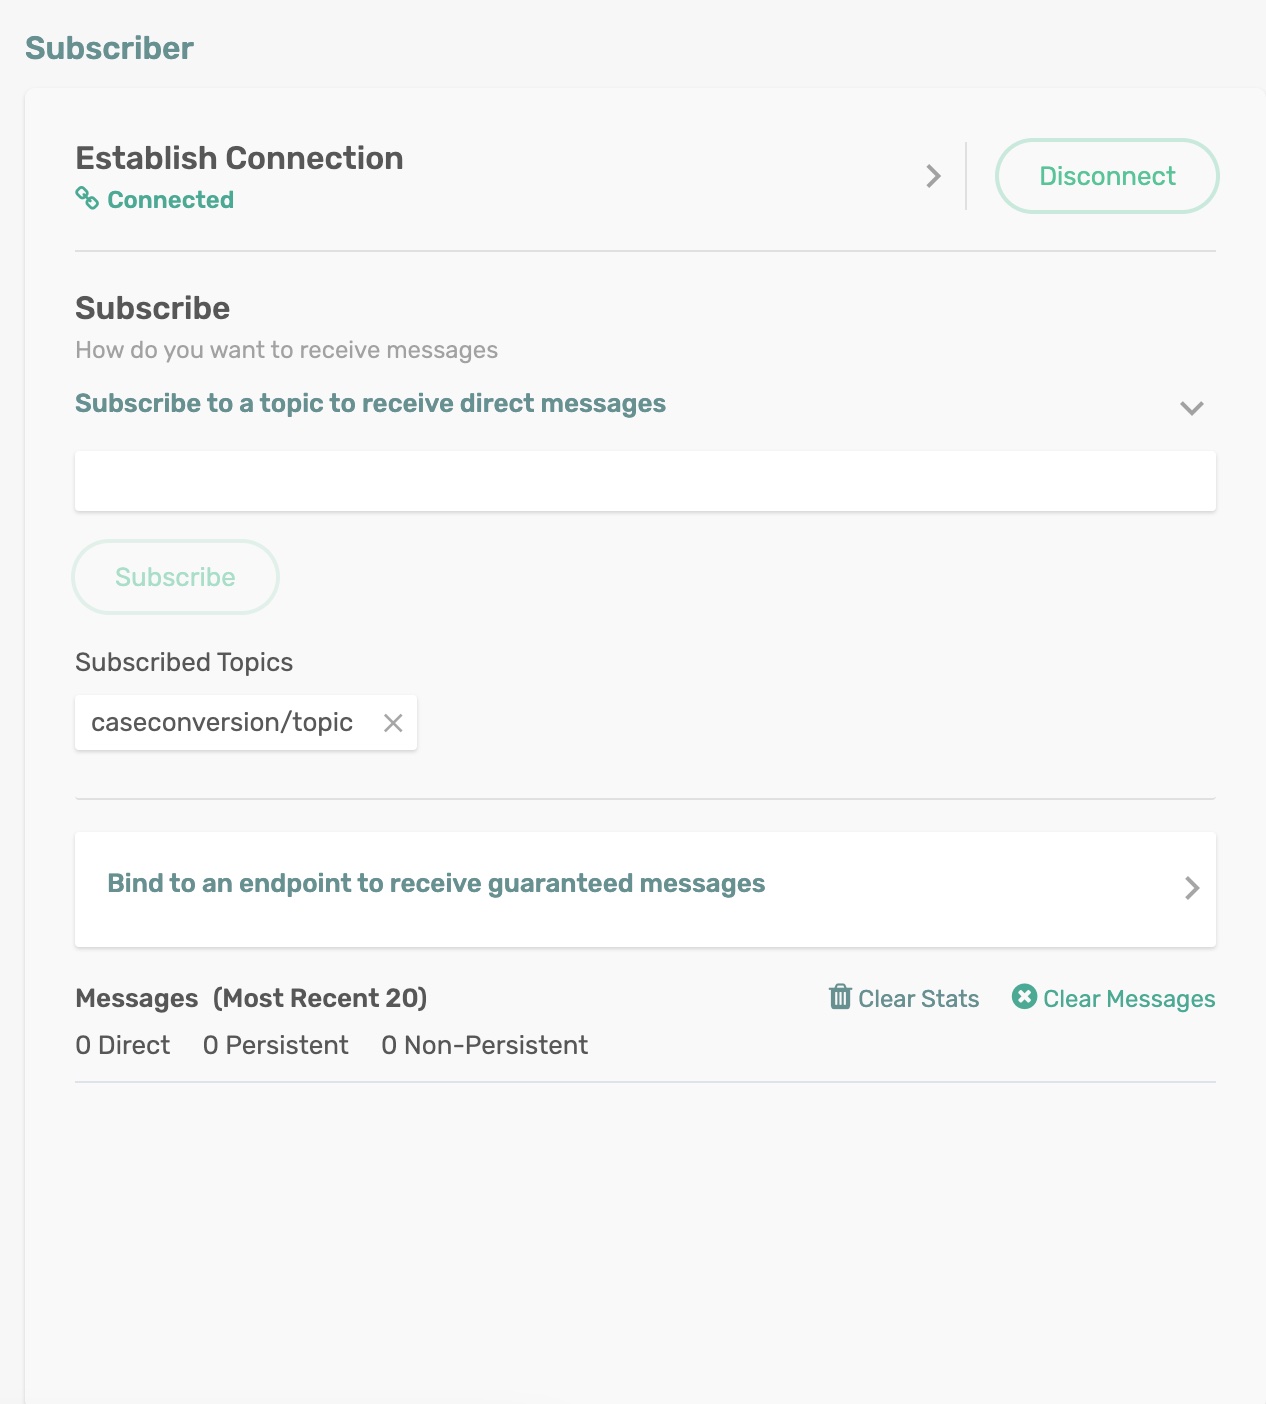 Subscriber
Establish Connection
Connected
Disconnect
Subscribe
How do you want to receive messages
Subscribe to a topic to receive direct messages
Subscribe
Subscribed Topics
caseconversion/topic
Bind to an endpoint to receive guaranteed messages
Messages (Most Recent 20) Clear Stats Clear Messages
0 Direct 0 Persistent 0 Non-Persistent